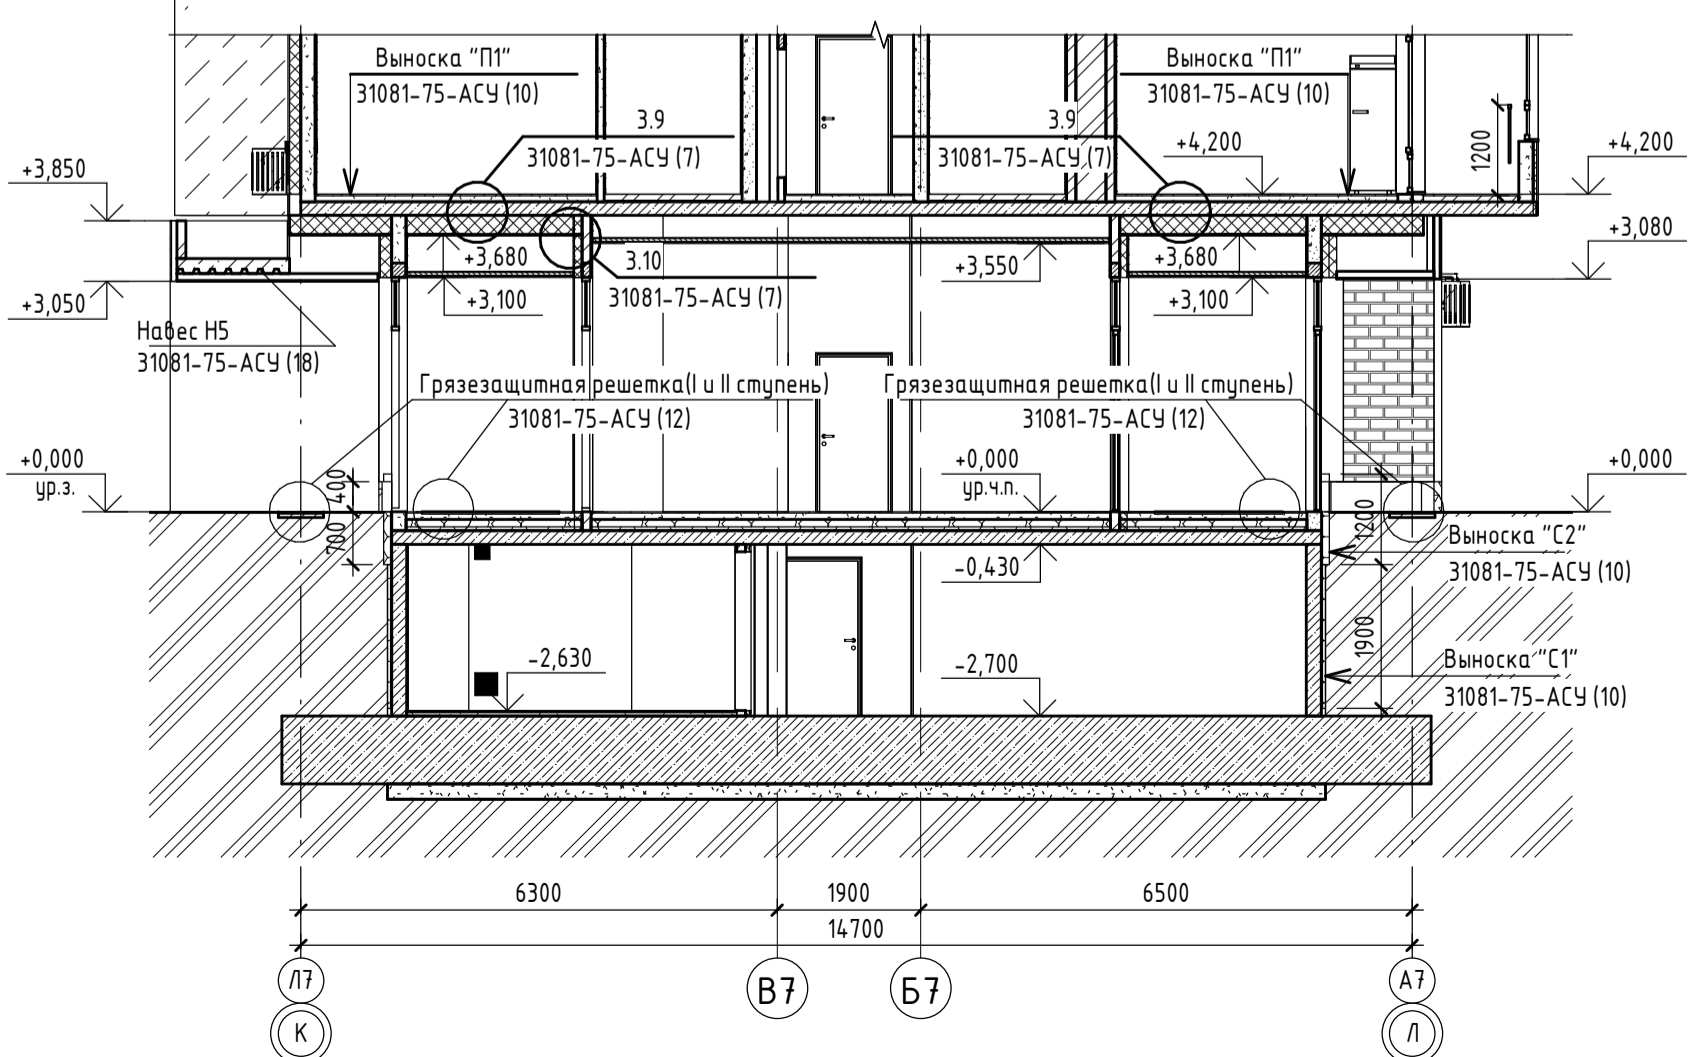 Выноска "П1"
31081-75-АСУ (10)
Выноска "П1"
31081-75-АСУ (10)
3.9
31081-75-АСУ (7)
3.9
31081-75-АСУ (7)
+4,200
1200
+4,200
+3,850
+3,680
3.10
31081-75-АСУ (7)
+3,550
+3,680
+3,080
+3,050
+3,100
+3,100
Навес Н5
31081-75-АСУ (18)
Грязезащитная решетка(I и II ступень)
31081-75-АСУ (12)
Грязезащитная решетка(I и II ступень)
31081-75-АСУ (12)
+0,000
ур.з.
400
700
+0,000
ур.ч.п.
+0,000
1200
Выноска "С2"
31081-75-АСУ (10)
-0,430
1900
-2,630
-2,700
Выноска "С1"
31081-75-АСУ (10)
6300
1900
6500
14700
Л7
В7
Б7
А7
К
Л